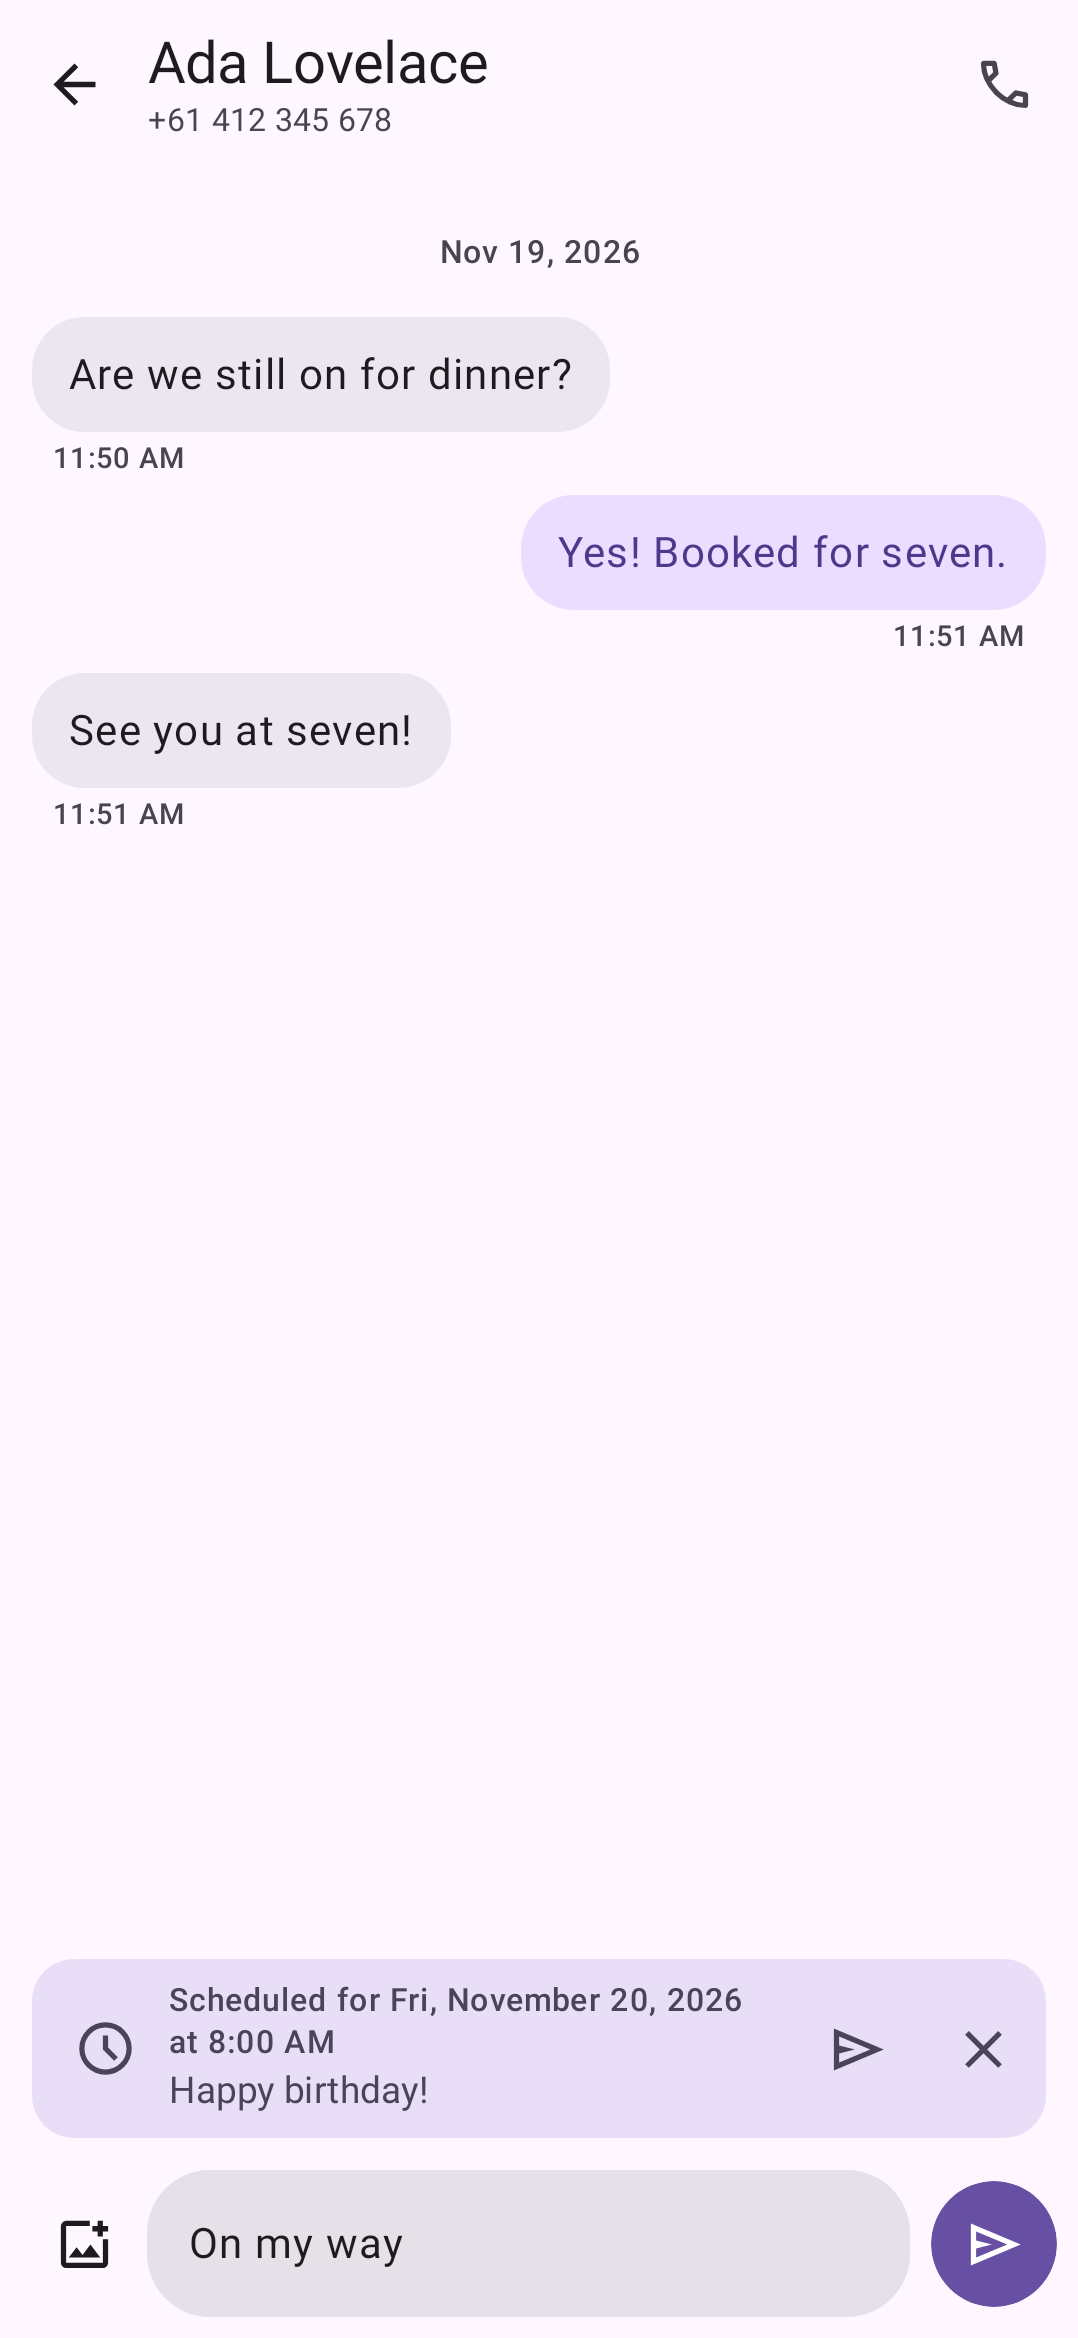 Ada Lovelace
+61 412 345 678
Nov 19, 2026
Are we still on for dinner?
11:50 AM
Yes! Booked for seven.
11:51 AM
See you at seven!
11:51 AM
Scheduled for Fri, November 20, 2026
at 8:00 AM
Happy birthday!
On my way